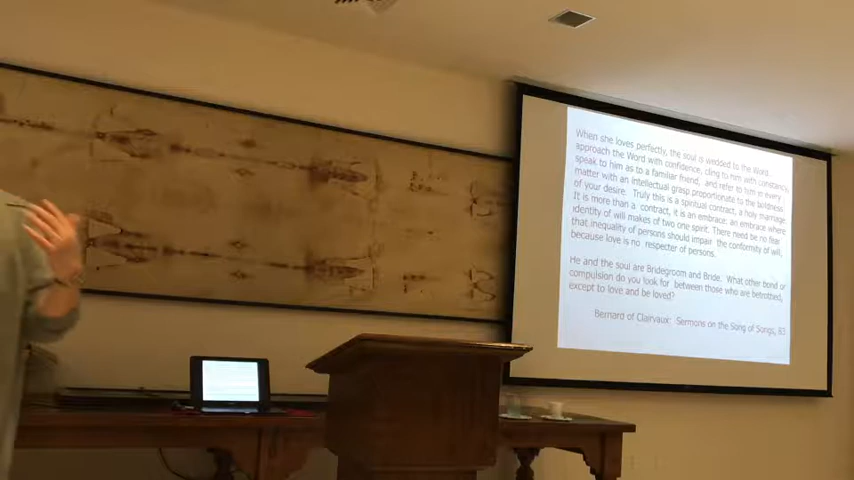 When she loves perfectly, the soul is wedded to the Word.
approach the Word with confidence, cling to him with constancy,
speak to him as to a familiar friend, and refer to him in every
matter with an intellectual grasp proportionate to the boldness
of your desire. Truly this is a spiritual contract, a holy marriage.
It is more than a contract, it is an embrace: an embrace where
identity of will makes of two one spirit. There need be no fear
that inequality of persons should impair the conformity of will,
because love is no respecter of persons.
He and the soul are Bridegroom and Bride. What other bond or
compulsion do you look for between those who are betrothed,
except to love and be loved?
Bernard of Clairvaux: Sermons on the Song of Songs, 83